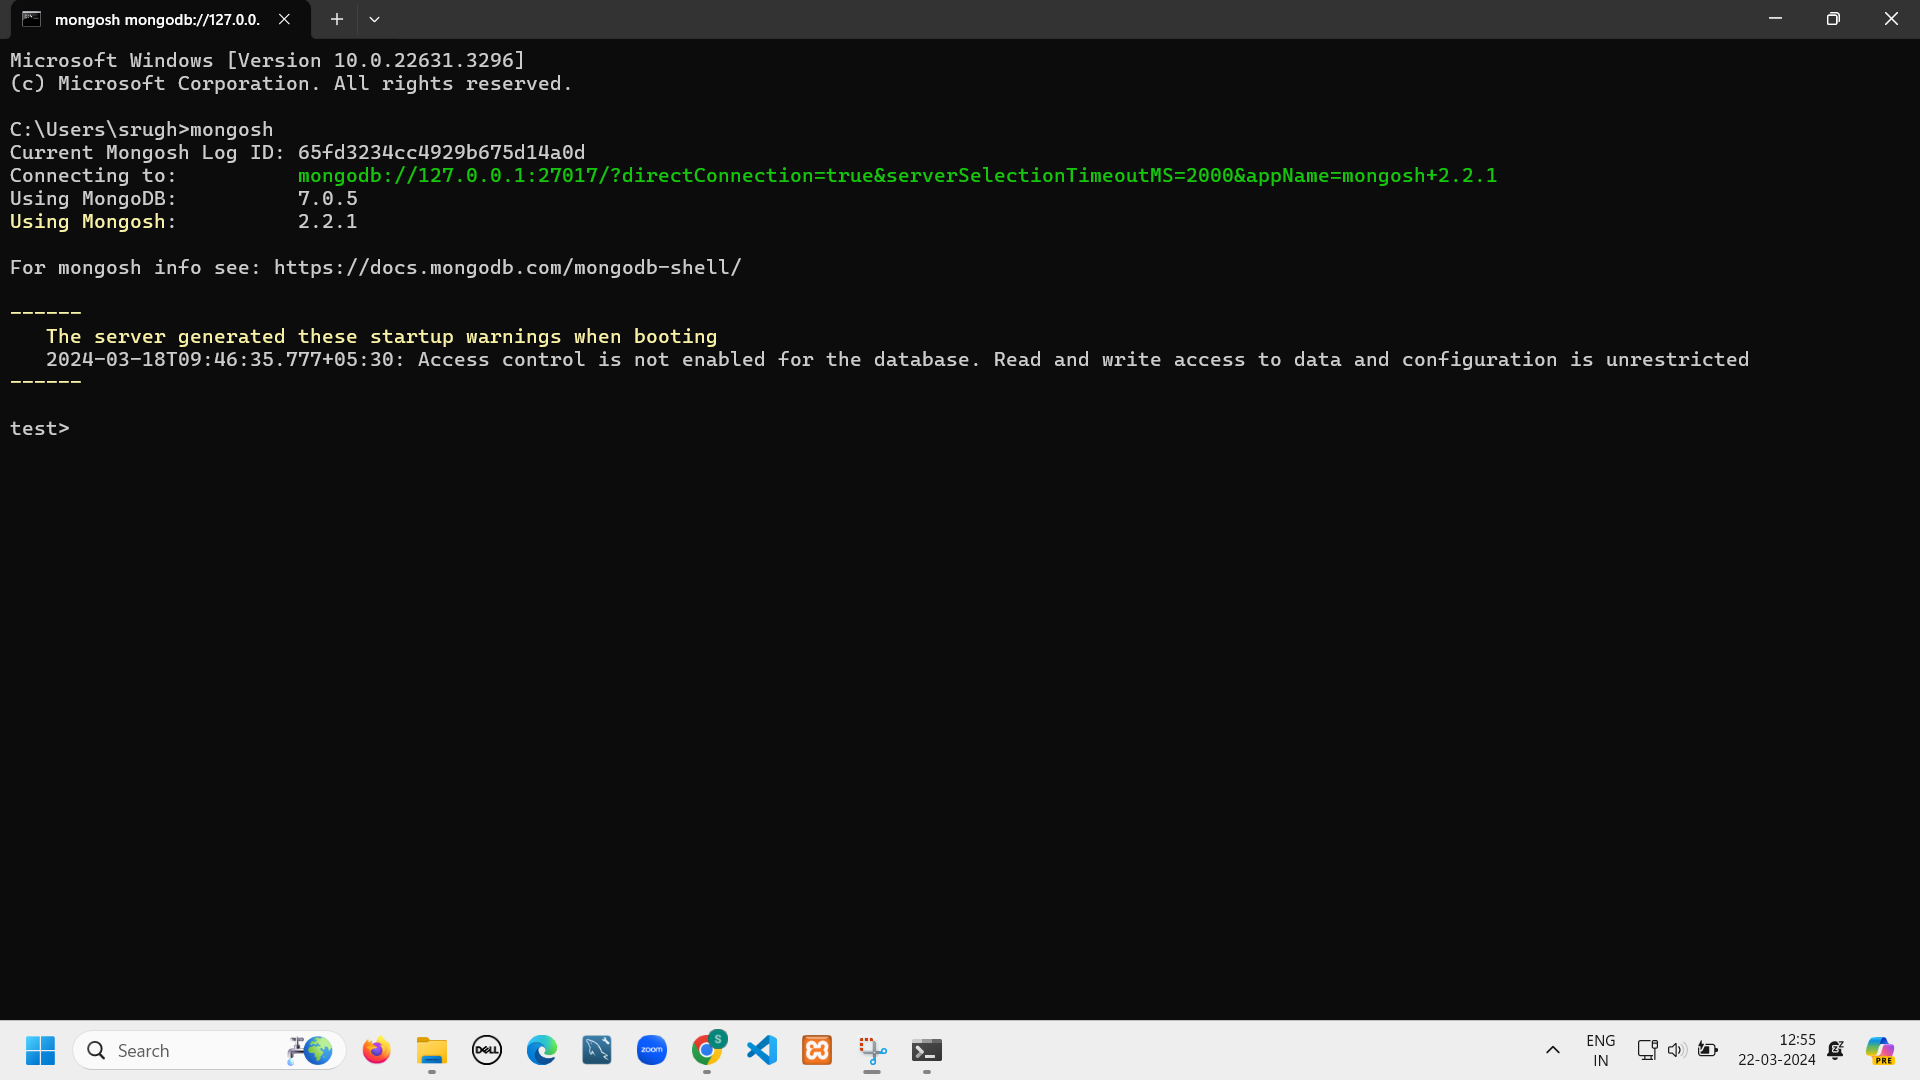 mongosh mongodb://127.0.0.
Microsoft Windows [Version 10.0.22631.3296]
(c) Microsoft Corporation. All rights reserved.
C:\Users\srugh>mongosh
Current Mongosh Log ID: 65fd3234cc4929b675d14a0d
Connecting to: mongodb://127.0.0.1:27017/?directConnection=true&serverSelectionTimeoutMS=2000&appName=mongosh+2.2.1
Using MongoDB: 7.0.5
Using Mongosh: 2.2.1
For mongosh info see: https://docs.mongodb.com/mongodb-shell/
------
The server generated these startup warnings when booting
2024-03-18T09:46:35.777+05:30: Access control is not enabled for the database. Read and write access to data and configuration is unrestricted
------
test>
Search
DELL
zoom
S
ENG
IN
12:55
22-03-2024
PRE